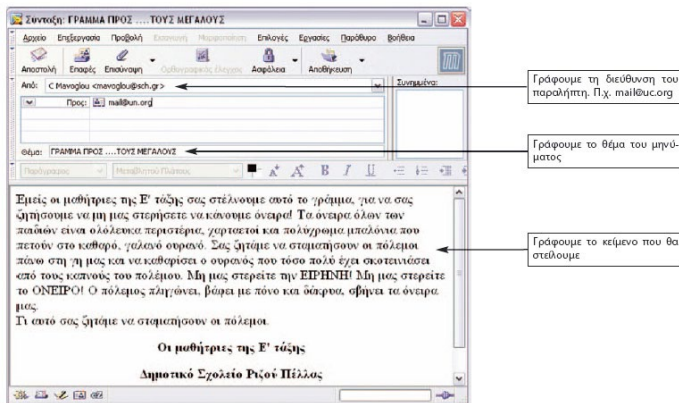 Σύνταξη: ΓΡΑΜΜΑ ΠΡΟΣ ....ΤΟΥΣ ΜΕΓΑΛΟΥΣ
Αρχείο Επεξεργασία Προβολή Εισαγωγή Μορφοποίηση Επιλογές Εργασίες Παράθυρο Βοήθεια
Αποστολή Επαφές Επισύναψη Ορθογραφικός έλεγχος Ασφάλεια Αποθήκευση
Από: C Mavoglou <mavoglou@sch.gr>
Συνημμένα:
Προς: mail@un.org
Θέμα: ΓΡΑΜΜΑ ΠΡΟΣ ....ΤΟΥΣ ΜΕΓΑΛΟΥΣ
Παράγραφος Μεταβλητού Πλάτους
Εμείς οι μαθήτριες της Ε' τάξης σας στέλνουμε αυτό το γράμμα, για να σας
ζητήσουμε να μη μας στερήσετε να κάνουμε όνειρα! Τα όνειρα όλων των
παιδιών είναι ολόλευκα περιστέρια, χαρταετοί και πολύχρωμα μπαλόνια που
πετούν στο καθαρό, γαλανό ουρανό. Σας ζητάμε να σταματήσουν οι πόλεμοι
πάνω στη γη μας και να καθαρίσει ο ουρανός που τόσο πολύ έχει σκοτεινιάσει
από τους καπνούς του πολέμου. Μη μας στερείτε την ΕΙΡΗΝΗ! Μη μας στερείτε
το ΟΝΕΙΡΟ! Ο πόλεμος πληγώνει, βάφει με πόνο και δάκρυα, σβήνει τα όνειρα
μας.
Γι αυτό σας ζητάμε να σταματήσουν οι πόλεμοι.
Οι μαθήτριες της Ε' τάξης
Δημοτικό Σχολείο Ριζού Πέλλας
Γράφουμε τη διεύθυνση του
παραλήπτη. Π.χ. mail@uc.org
Γράφουμε το θέμα του μηνύ-
ματος
Γράφουμε το κείμενο που θα
στείλουμε